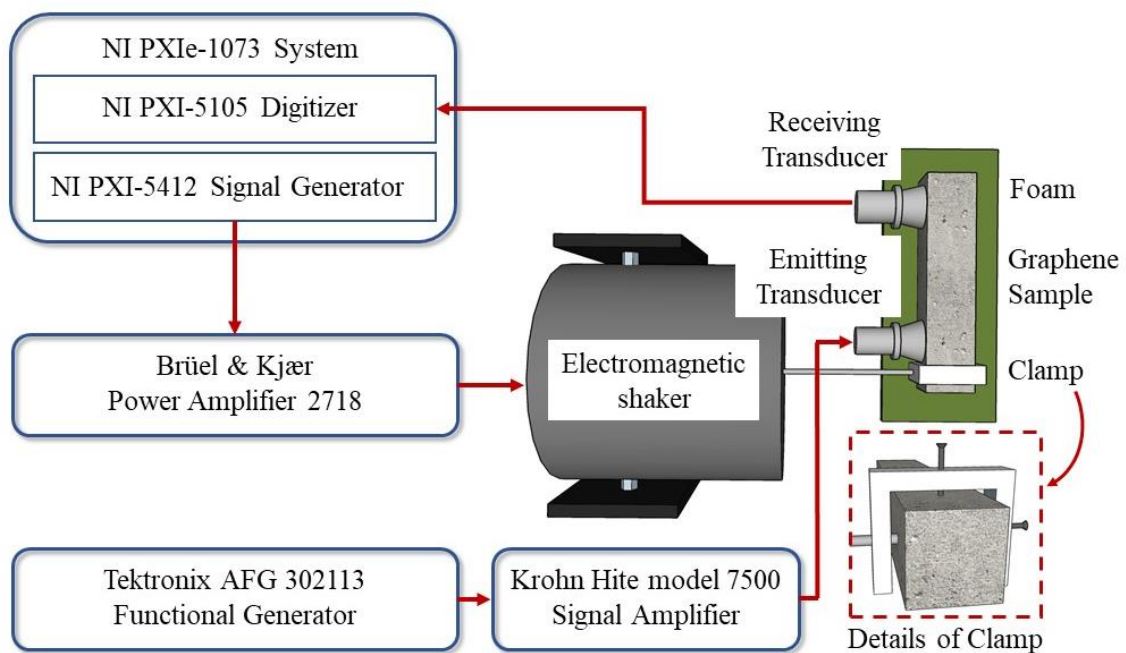 NI PXIe-1073 System
NI PXI-5105 Digitizer
NI PXI-5412 Signal Generator
Receiving
Transducer
Foam
Emitting
Transducer
Graphene
Sample
Brüel & Kjær
Power Amplifier 2718
Electromagnetic
shaker
Clamp
Tektronix AFG 302113
Functional Generator
Krohn Hite model 7500
Signal Amplifier
Details of Clamp